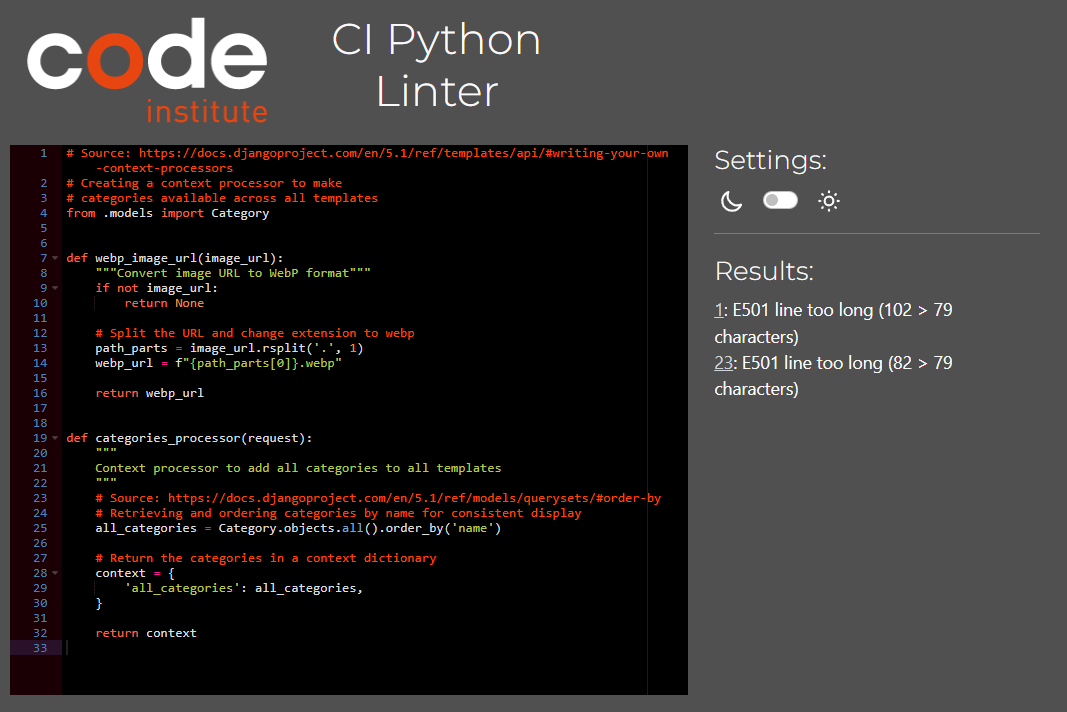 code
institute
CI Python
Linter
1 # Source: https://docs.djangoproject.com/en/5.1/ref/templates/api/#writing-your-own
-context-processors
2 # Creating a context processor to make
3 # categories available across all templates
4 from .models import Category
5
6
7 def webp_image_url(image_url):
8 """Convert image URL to WebP format"""
9 if not image_url:
10 return None
11
12 # Split the URL and change extension to webp
13 path_parts = image_url.rsplit('.', 1)
14 webp_url = f"{path_parts[0]}.webp"
15
16 return webp_url
17
18
19 def categories_processor(request):
20 """
21 Context processor to add all categories to all templates
22 """
23 # Source: https://docs.djangoproject.com/en/5.1/ref/models/querysets/#order-by
24 # Retrieving and ordering categories by name for consistent display
25 all_categories = Category.objects.all().order_by('name')
26
27 # Return the categories in a context dictionary
28 context = {
29 'all_categories': all_categories,
30 }
31
32 return context
33
Settings:
Results:
1: E501 line too long (102 > 79
characters)
23: E501 line too long (82 > 79
characters)